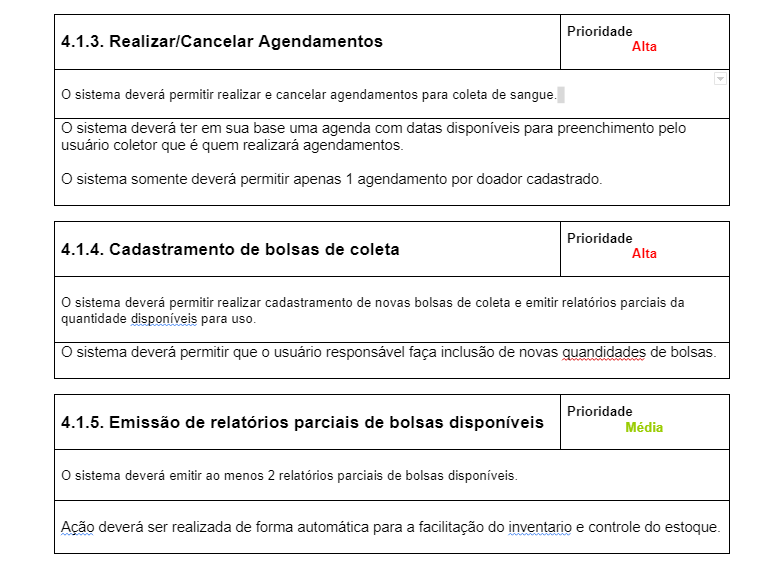 4.1.3. Realizar/Cancelar Agendamentos
Prioridade
Alta
O sistema deverá permitir realizar e cancelar agendamentos para coleta de sangue.
O sistema deverá ter em sua base uma agenda com datas disponíveis para preenchimento pelo
usuário coletor que é quem realizará agendamentos.
O sistema somente deverá permitir apenas 1 agendamento por doador cadastrado.
4.1.4. Cadastramento de bolsas de coleta
Prioridade
Alta
O sistema deverá permitir realizar cadastramento de novas bolsas de coleta e emitir relatórios parciais da
quantidade disponíveis para uso.
O sistema deverá permitir que o usuário responsável faça inclusão de novas quandidades de bolsas.
4.1.5. Emissão de relatórios parciais de bolsas disponíveis
Prioridade
Média
O sistema deverá emitir ao menos 2 relatórios parciais de bolsas disponíveis.
Ação deverá ser realizada de forma automática para a facilitação do inventario e controle do estoque.